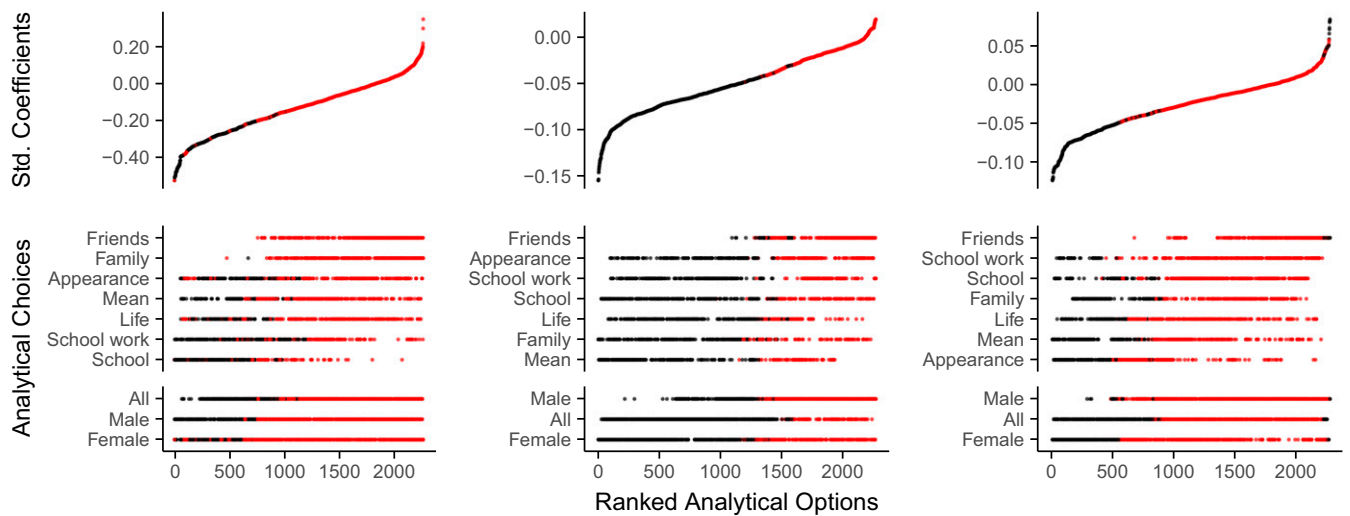 Std. Coefficients
0.20
0.00
−0.20
−0.40
0.00
−0.05
−0.10
−0.15
0.05
0.00
−0.05
−0.10
Analytical Choices
Friends
Family
Appearance
Mean
Life
School work
School
All
Male
Female
Friends
Appearance
School work
School
Life
Family
Mean
Male
All
Female
Friends
School work
School
Family
Life
Mean
Appearance
Male
All
Female
0 500 1000 1500 2000
0 500 1000 1500 2000
0 500 1000 1500 2000
Ranked Analytical Options